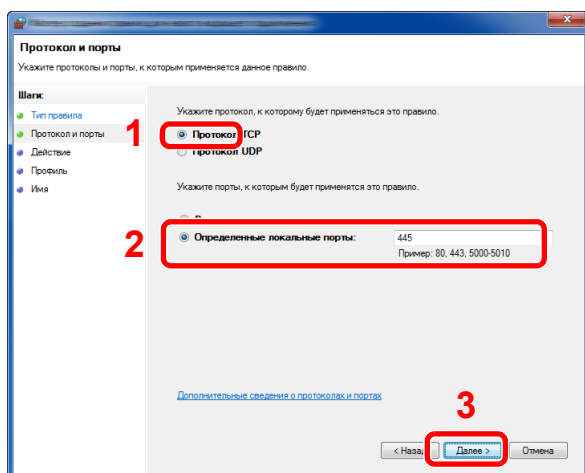 Протокол и порты
Укажите протоколы и порты, к которым применяется данное правило.
Шаги:
Тип правила
Протокол и порты
Действие
Профиль
Имя
Укажите протокол, к которому будет применяться это правило.
1
Протокол TCP
Протокол UDP
Укажите порты, к которым будет применятся это правило.
2
Определенные локальные порты:
445
Пример: 80, 443, 5000-5010
Дополнительные сведения о протоколах и портах
3
< Назад
Далее >
Отмена